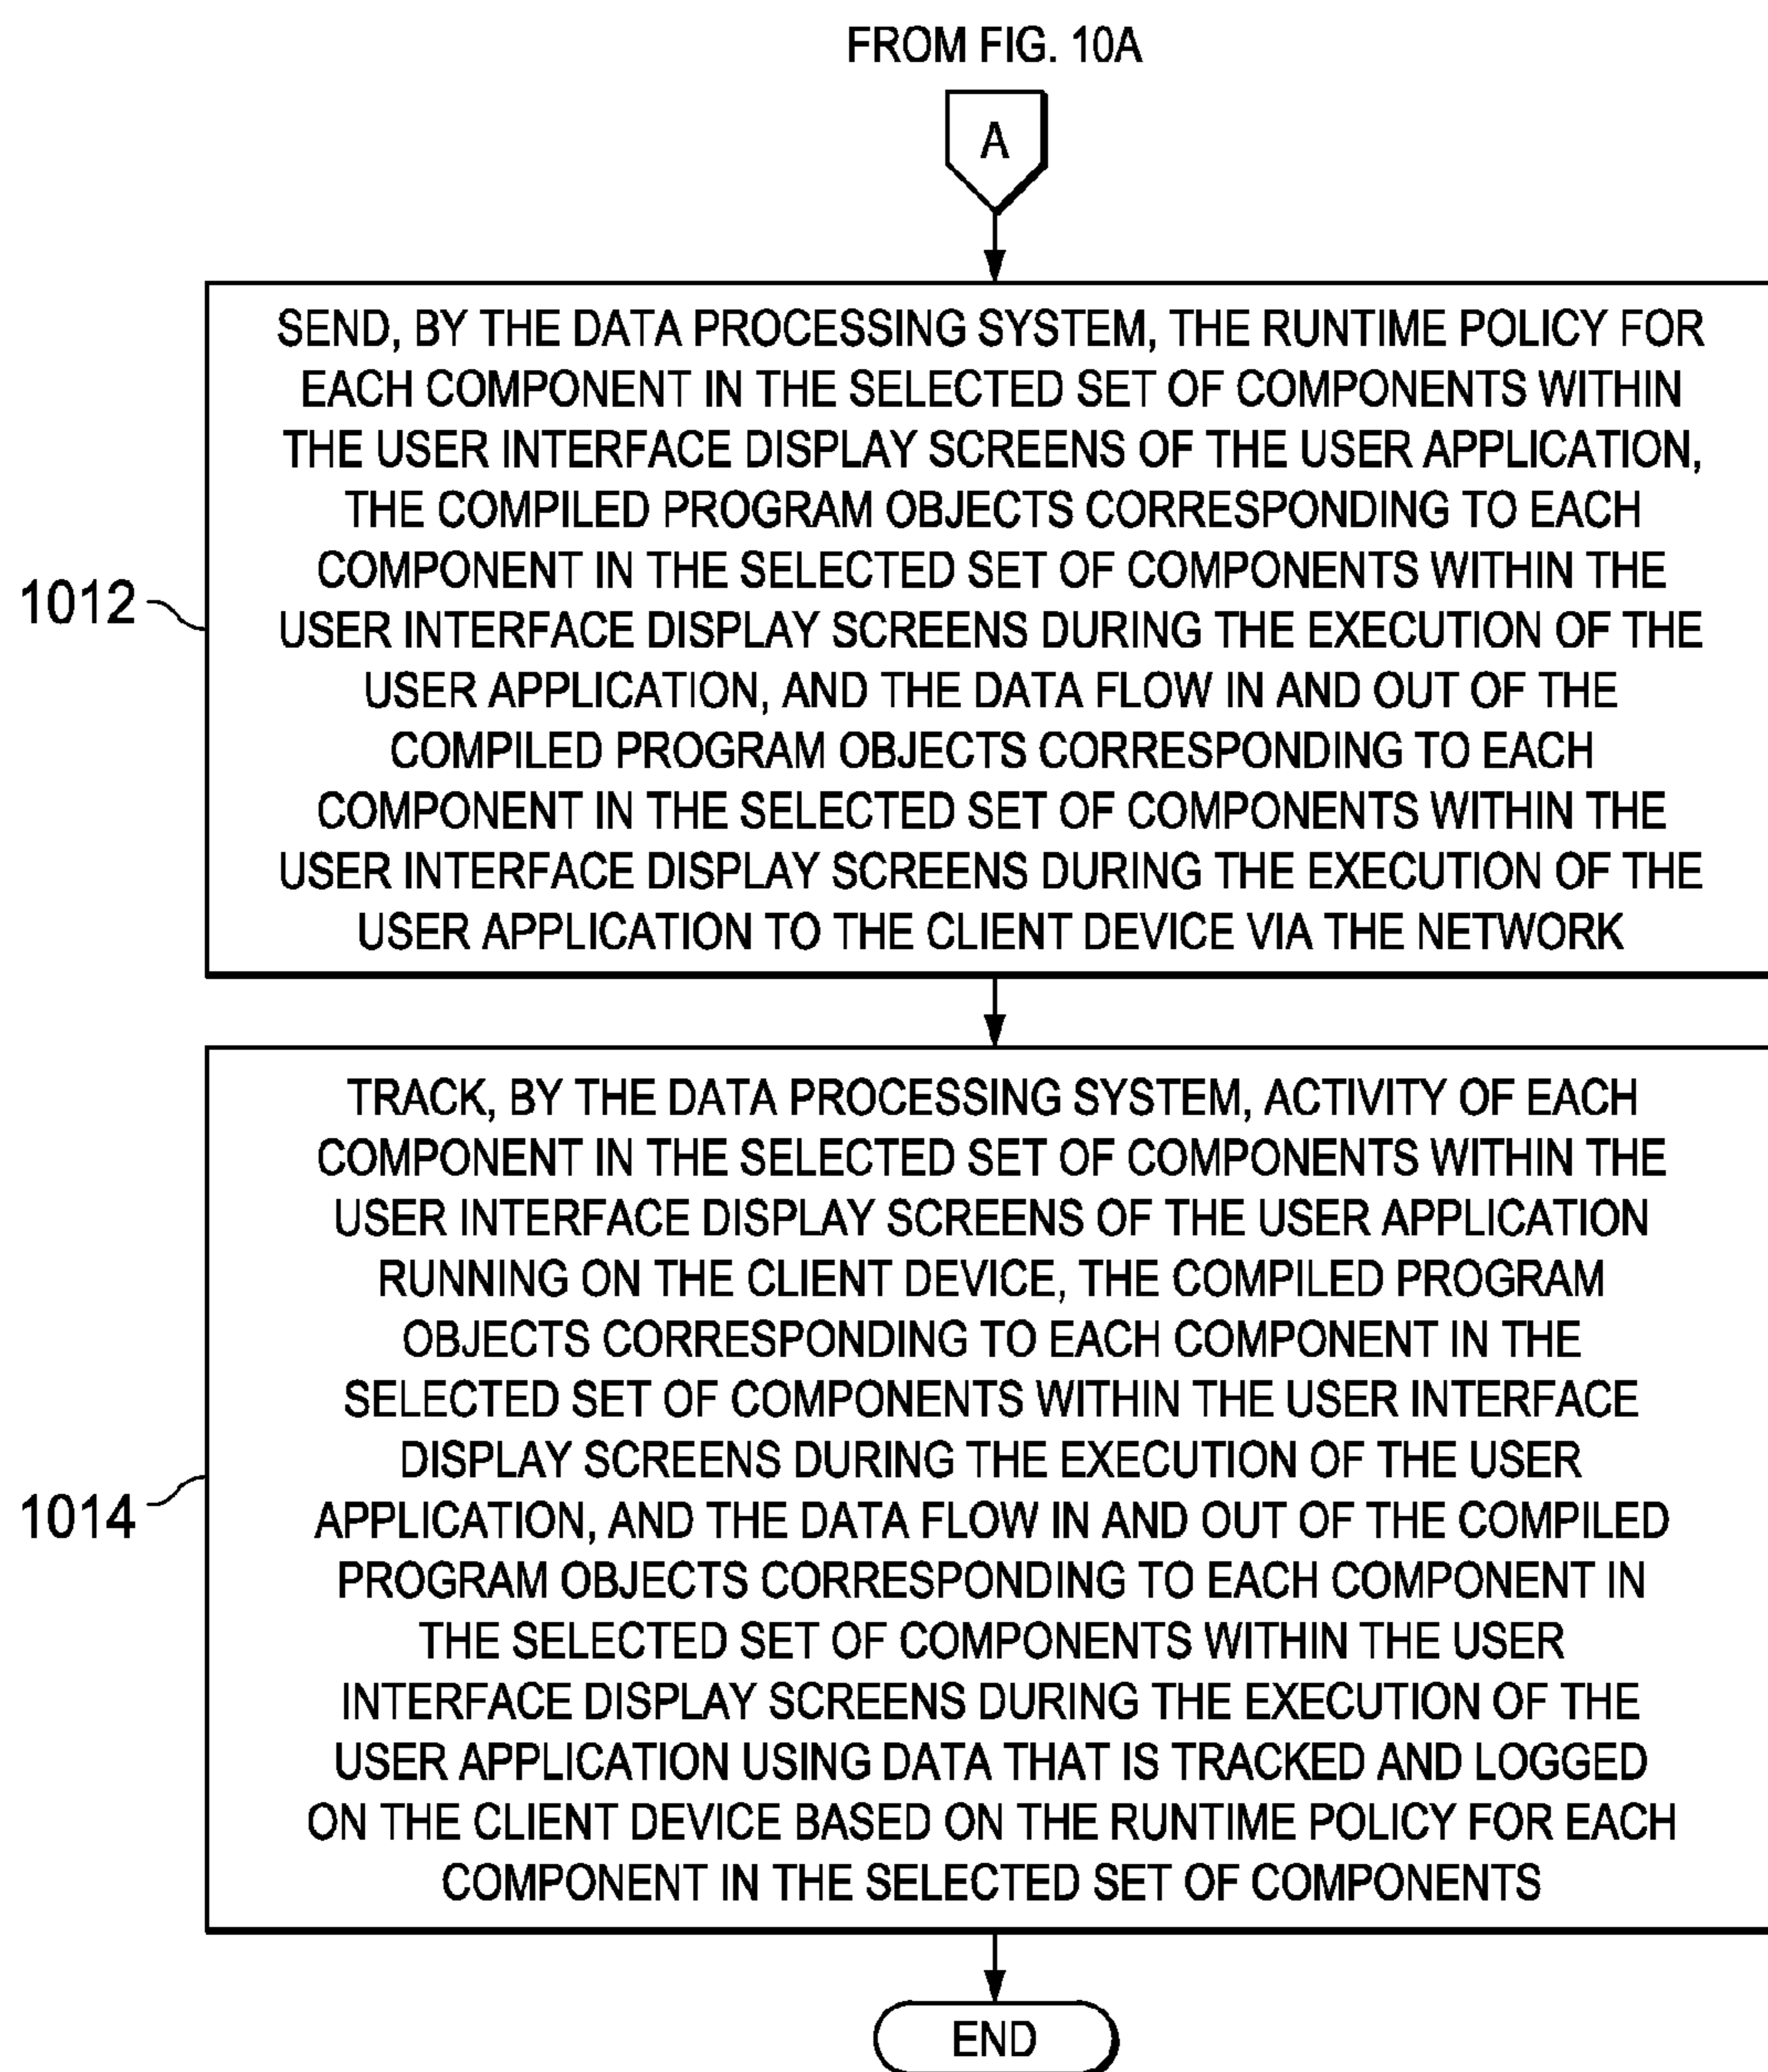 FROM FIG. 10A
A
SEND, BY THE DATA PROCESSING SYSTEM, THE RUNTIME POLICY FOR
EACH COMPONENT IN THE SELECTED SET OF COMPONENTS WITHIN
THE USER INTERFACE DISPLAY SCREENS OF THE USER APPLICATION,
THE COMPILED PROGRAM OBJECTS CORRESPONDING TO EACH
COMPONENT IN THE SELECTED SET OF COMPONENTS WITHIN THE
USER INTERFACE DISPLAY SCREENS DURING THE EXECUTION OF THE
USER APPLICATION, AND THE DATA FLOW IN AND OUT OF THE
COMPILED PROGRAM OBJECTS CORRESPONDING TO EACH
COMPONENT IN THE SELECTED SET OF COMPONENTS WITHIN THE
USER INTERFACE DISPLAY SCREENS DURING THE EXECUTION OF THE
USER APPLICATION TO THE CLIENT DEVICE VIA THE NETWORK
1012
TRACK, BY THE DATA PROCESSING SYSTEM, ACTIVITY OF EACH
COMPONENT IN THE SELECTED SET OF COMPONENTS WITHIN THE
USER INTERFACE DISPLAY SCREENS OF THE USER APPLICATION
RUNNING ON THE CLIENT DEVICE, THE COMPILED PROGRAM
OBJECTS CORRESPONDING TO EACH COMPONENT IN THE
SELECTED SET OF COMPONENTS WITHIN THE USER INTERFACE
DISPLAY SCREENS DURING THE EXECUTION OF THE USER
APPLICATION, AND THE DATA FLOW IN AND OUT OF THE COMPILED
PROGRAM OBJECTS CORRESPONDING TO EACH COMPONENT IN
THE SELECTED SET OF COMPONENTS WITHIN THE USER
INTERFACE DISPLAY SCREENS DURING THE EXECUTION OF THE
USER APPLICATION USING DATA THAT IS TRACKED AND LOGGED
ON THE CLIENT DEVICE BASED ON THE RUNTIME POLICY FOR EACH
COMPONENT IN THE SELECTED SET OF COMPONENTS
1014
END